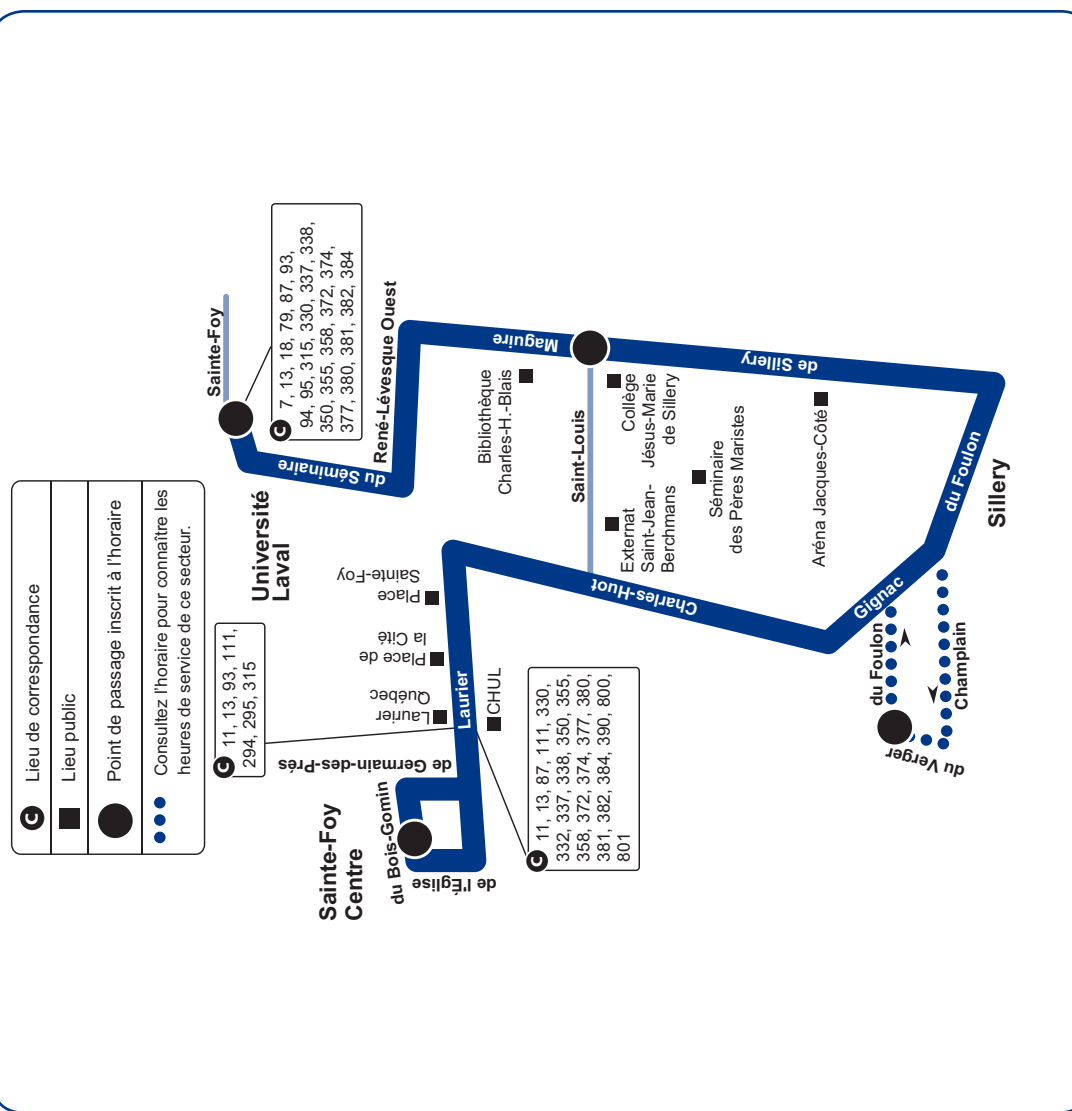 Lieu de correspondance
Lieu public
Point de passage inscrit à l'horaire
Consultez l'horaire pour connaître les
heures de service de ce secteur.
C
C 11, 13, 93, 111,
294, 295, 315
Sainte-Foy
Centre
du Bois-Gomin
de l'Église
de Germain-des-Prés
Laurier
Laurier
Québec
Place de
la Cité
Place
Sainte-Foy
CHUL
C 11, 13, 87, 111, 330,
332, 337, 338, 350, 355,
358, 372, 374, 377, 380,
381, 382, 384, 390, 800,
801
Université
Laval
Sainte-Foy
du Séminaire
C 7, 13, 18, 79, 87, 93,
94, 95, 315, 330, 337, 338,
350, 355, 358, 372, 374,
377, 380, 381, 382, 384
René-Lévesque Ouest
Maguire
Bibliothèque
Charles-H.-Blais
Saint-Louis
Externat
Saint-Jean-
Berchmans
Collège
Jésus-Marie
de Sillery
Séminaire
des Pères Maristes
Aréna Jacques-Côté
Charles-Huot
de Sillery
Gignac
du Foulon
Sillery
du Foulon
Champlain
du Verger